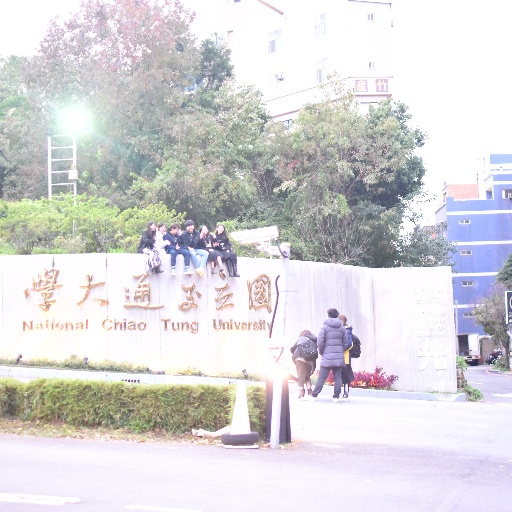 國立交通大學
National Chiao Tung University